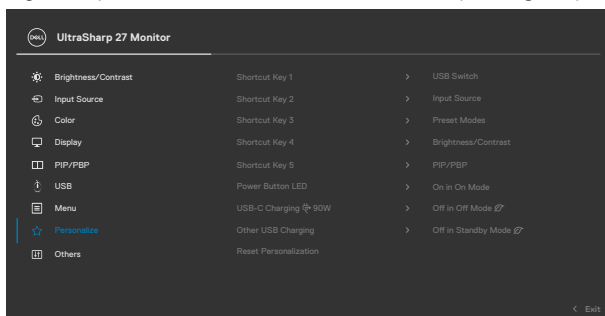 DELL UltraSharp 27 Monitor
Brightness/Contrast Shortcut Key 1 > USB Switch
Input Source Shortcut Key 2 > Input Source
Color Shortcut Key 3 > Preset Modes
Display Shortcut Key 4 > Brightness/Contrast
PIP/PBP Shortcut Key 5 > PIP/PBP
USB Power Button LED > On in On Mode
Menu USB-C Charging 90W > Off in Off Mode
Personalize Other USB Charging > Off in Standby Mode
Others Reset Personalization
< Exit